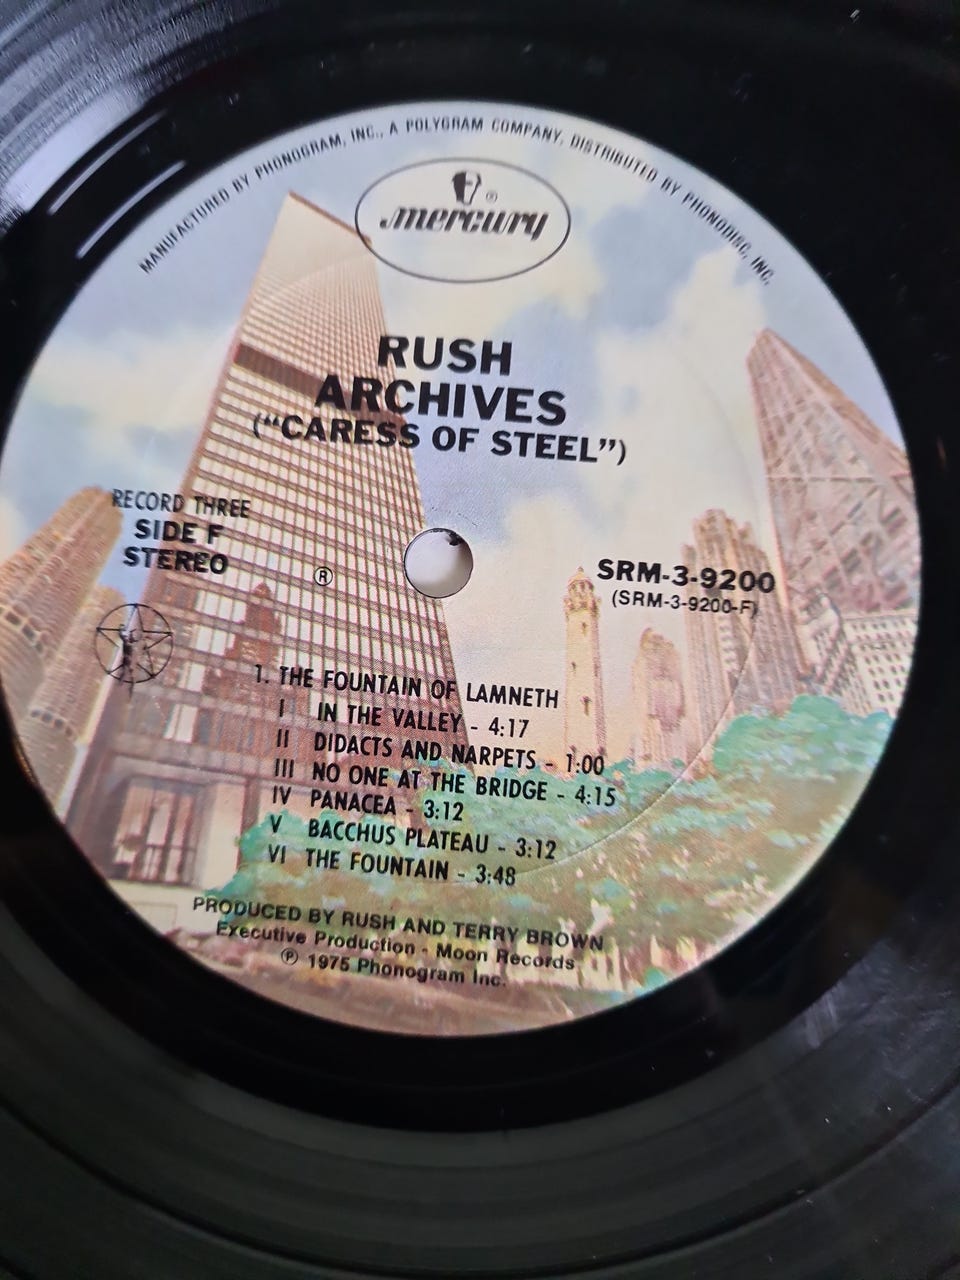 MANUFACTURED BY PHONOGRAM, INC., A POLYGRAM COMPANY, DISTRIBUTED BY PHONODISC, INC.
®
mercury
RUSH
ARCHIVES
("CARESS OF STEEL")
RECORD THREE
SIDE F
STEREO
®
SRM-3-9200
(SRM-3-9200-F)
1. THE FOUNTAIN OF LAMNETH
I IN THE VALLEY - 4:17
II DIDACTS AND NARPETS - 1:00
III NO ONE AT THE BRIDGE - 4:15
IV PANACEA - 3:12
V BACCHUS PLATEAU - 3:12
VI THE FOUNTAIN - 3:48
PRODUCED BY RUSH AND TERRY BROWN
Executive Production - Moon Records
℗ 1975 Phonogram Inc.